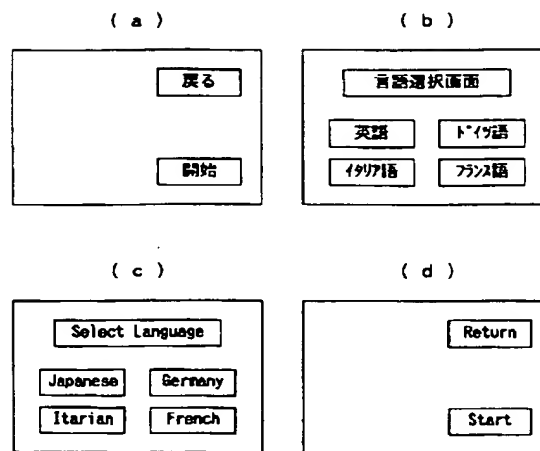 ( a )
( b )
戻る
言語選択画面
英語
ドイツ語
開始
イタリア語
フランス語
( c )
( d )
Select Language
Return
Japanese
Germany
Itarian
French
Start